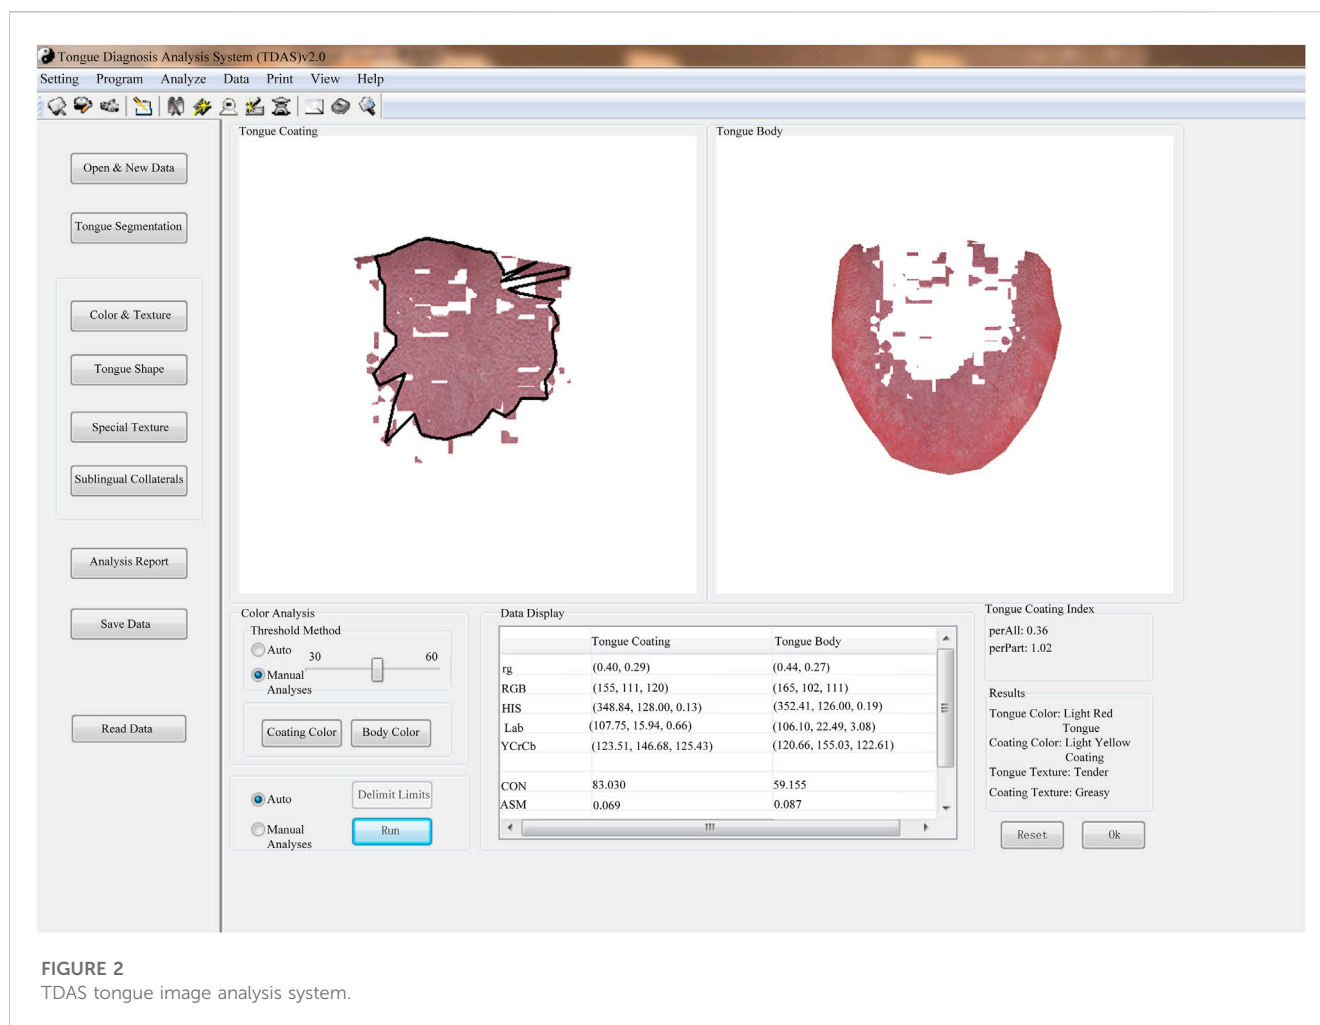 Tongue Diagnosis Analysis System (TDAS)v2.0
Setting Program Analyze Data Print View Help
Open & New Data
Tongue Segmentation
Color & Texture
Tongue Shape
Special Texture
Sublingual Collaterals
Analysis Report
Save Data
Read Data
Tongue Coating
Tongue Body
Color Analysis
Threshold Method
Auto
30 60
Manual
Analyses
Coating Color Body Color
Auto Delimit Limits
Manual
Analyses
Run
Data Display
Tongue Coating Tongue Body
rg (0.40, 0.29) (0.44, 0.27)
RGB (155, 111, 120) (165, 102, 111)
HIS (348.84, 128.00, 0.13) (352.41, 126.00, 0.19)
Lab (107.75, 15.94, 0.66) (106.10, 22.49, 3.08)
YCrCb (123.51, 146.68, 125.43) (120.66, 155.03, 122.61)
CON 83.030 59.155
ASM 0.069 0.087
Tongue Coating Index
perAll: 0.36
perPart: 1.02
Results
Tongue Color: Light Red
Tongue
Coating Color: Light Yellow
Coating
Tongue Texture: Tender
Coating Texture: Greasy
Reset Ok
FIGURE 2
TDAS tongue image analysis system.